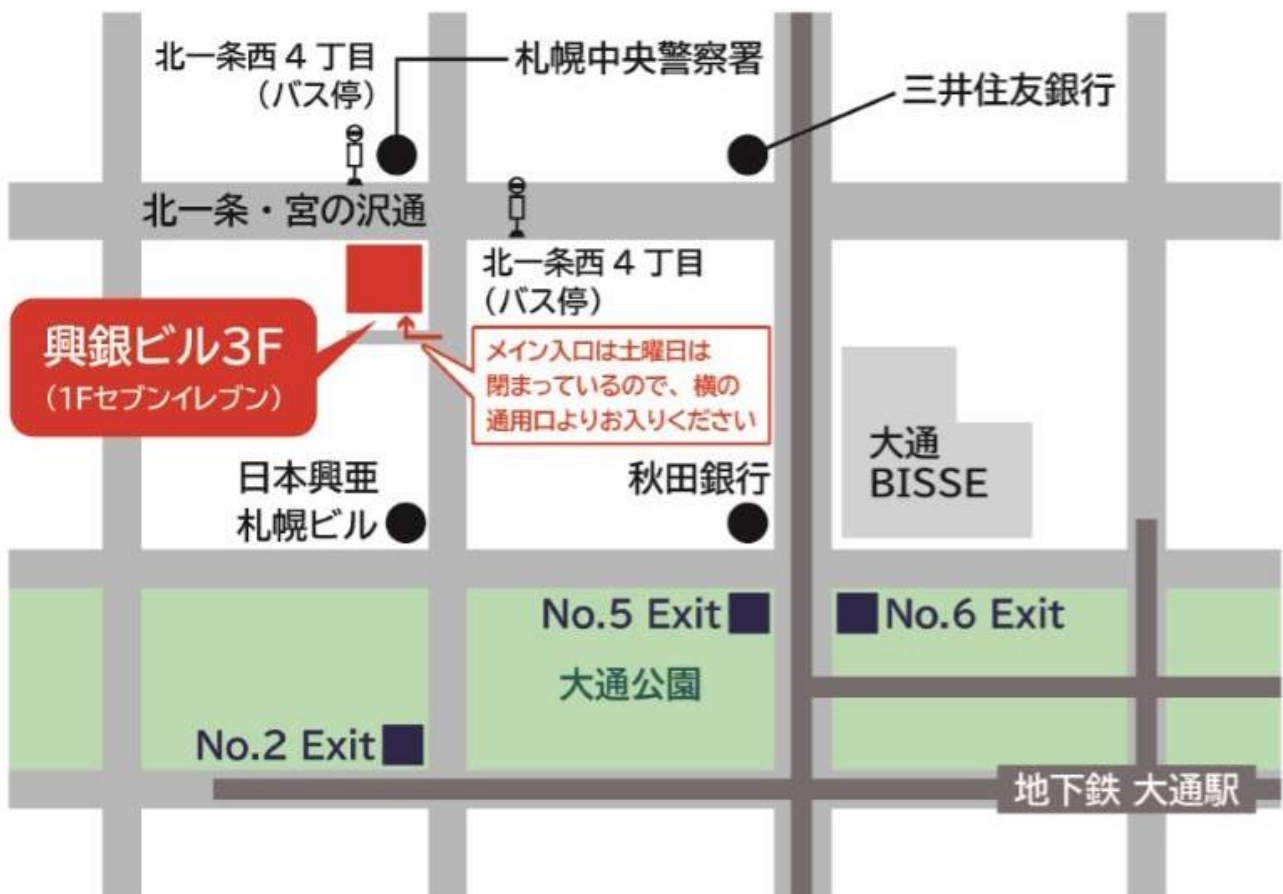 北一条西4丁目
（バス停）
札幌中央警察署
三井住友銀行
北一条・宮の沢通
北一条西4丁目
（バス停）
興銀ビル3F
（1Fセブンイレブン）
メイン入口は土曜日は
閉まっているので、横の
通用口よりお入りください
日本興亜
札幌ビル
秋田銀行
大通
BISSE
No.5 Exit
No.6 Exit
大通公園
No.2 Exit
地下鉄 大通駅